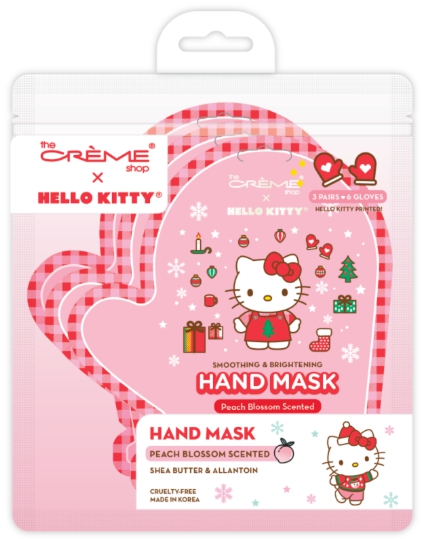 the
CRÈME®
shop
×
HELLO KITTY®
the
CRÈME
shop
×
HELLO KITTY®
3 PAIRS ♥ 6 GLOVES
HELLO KITTY PRINTED!
SMOOTHING & BRIGHTENING
HAND MASK
Peach Blossom Scented
HAND MASK
PEACH BLOSSOM SCENTED
SHEA BUTTER & ALLANTOIN
CRUELTY-FREE
MADE IN KOREA